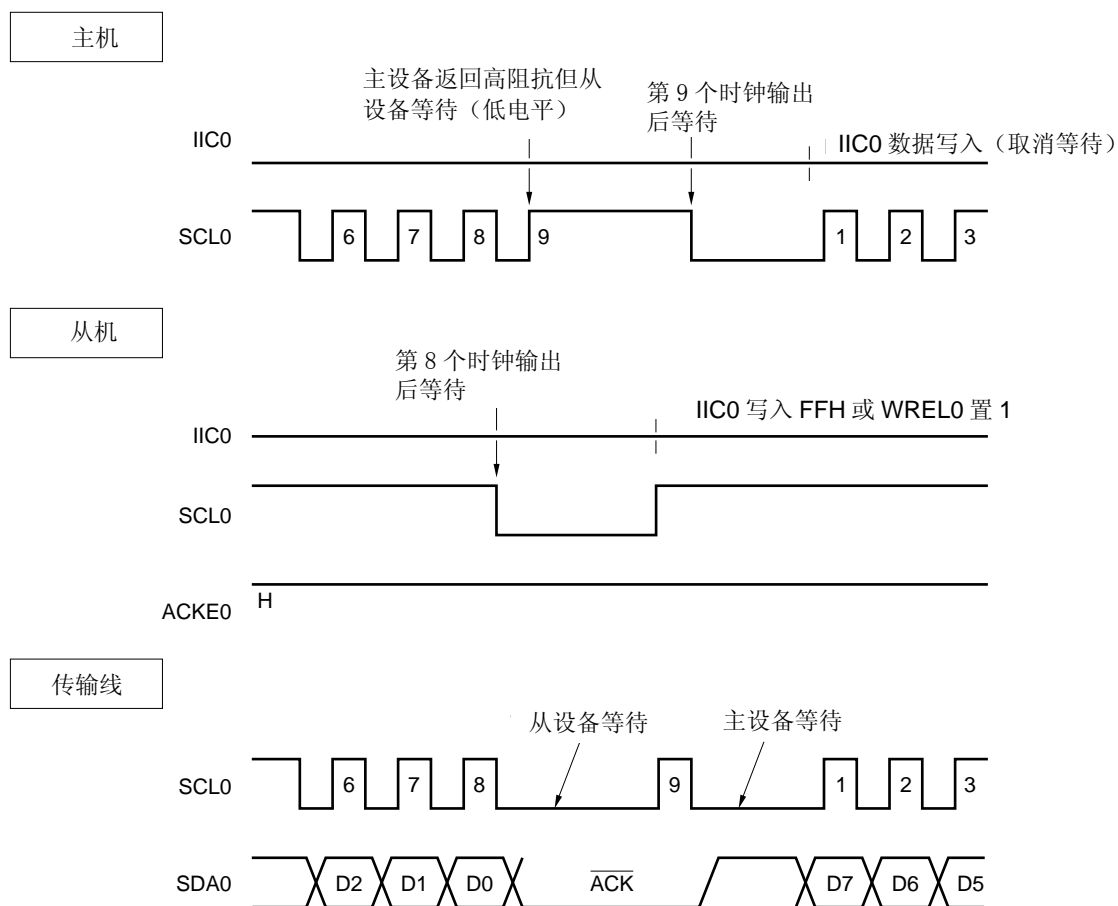 主机
主设备返回高阻抗但从
设备等待（低电平）
第 9 个时钟输出
后等待
IIC0
IIC0 数据写入（取消等待）
SCL0
6 7 8 9 1 2 3
从机
第 8 个时钟输出
后等待
IIC0 写入 FFH 或 WREL0 置 1
IIC0
SCL0
H
ACKE0
传输线
从设备等待 主设备等待
SCL0
6 7 8 9 1 2 3
SDA0
D2 D1 D0 ACK D7 D6 D5